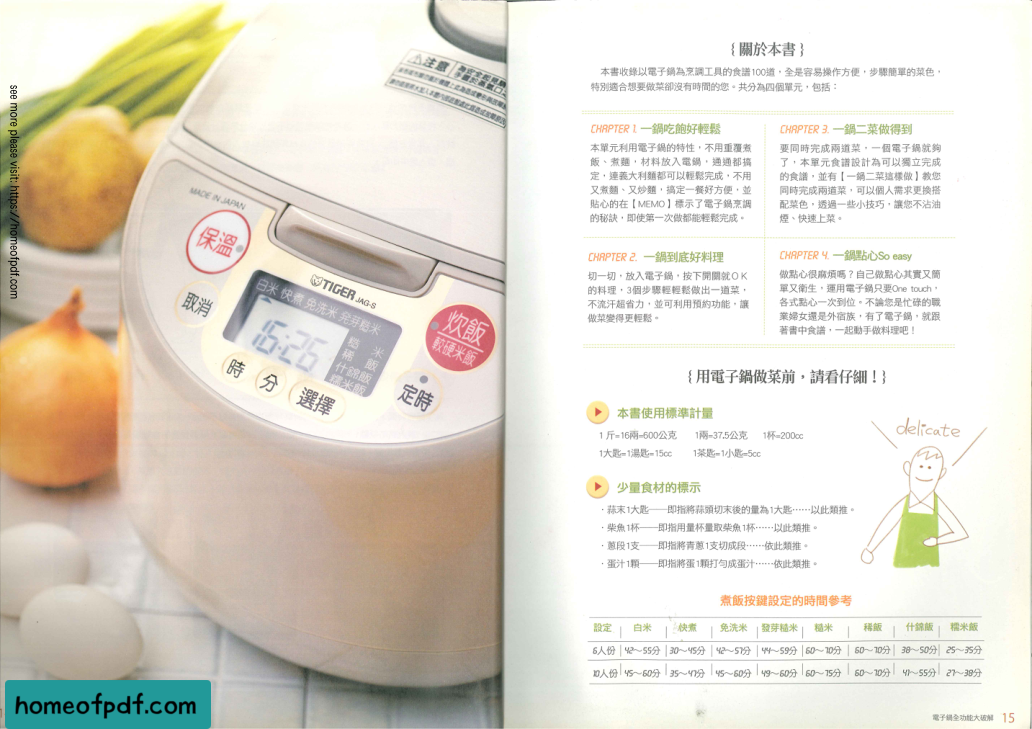 see more please visit: https://homeofpdf.com
注意
MADE IN JAPAN
保溫
取消
TIGER JAG-S
白米 快煮 免洗米 発芽糙米
16:26
糙米
稀飯
什錦飯
糯米飯
炊飯
軟硬米飯
時
分
選擇
定時
homeofpdf.com
{ 關於本書 }
本書收錄以電子鍋為烹調工具的食譜100道，全是容易操作方便，步驟簡單的菜色，
特別適合想要做菜卻沒有時間的您。共分為四個單元，包括：
CHAPTER 1. 一鍋吃飽好輕鬆
本單元利用電子鍋的特性，不用重覆煮
飯、煮麵，材料放入電鍋，通通都搞
定，連義大利麵都可以輕鬆完成，不用
又煮麵、又炒麵，搞定一餐好方便，並
貼心的在【MEMO】標示了電子鍋烹調
的秘訣，即使第一次做都能輕鬆完成。
CHAPTER 2. 一鍋到底好料理
切一切，放入電子鍋，按下開關就ＯＫ
的料理，3個步驟輕輕鬆做出一道菜，
不流汗超省力，並可利用預約功能，讓
做菜變得更輕鬆。
CHAPTER 3. 一鍋二菜做得到
要同時完成兩道菜，一個電子鍋就夠
了，本單元食譜設計為可以獨立完成
的食譜，並有【一鍋二菜這樣做】教您
同時完成兩道菜，可以個人需求更換搭
配菜色，透過一些小技巧，讓您不沾油
煙、快速上菜。
CHAPTER 4. 一鍋點心So easy
做點心很麻煩嗎？自己做點心其實又簡
單又衛生，運用電子鍋只要One touch，
各式點心一次到位。不論您是忙碌的職
業婦女還是外宿族，有了電子鍋，就跟
著書中食譜，一起動手做料理吧！
{ 用電子鍋做菜前，請看仔細！}
本書使用標準計量
1 斤=16兩=600公克 1兩=37.5公克 1杯=200cc
1大匙=1湯匙=15cc 1茶匙=1小匙=5cc
少量食材的標示
．蒜末1大匙──即指將蒜頭切末後的量為1大匙……以此類推。
．柴魚1杯──即指用量杯量取柴魚1杯……以此類推。
．蔥段1支──即指將青蔥1支切成段……依此類推。
．蛋汁1顆──即指將蛋1顆打勻成蛋汁……依此類推。
delicate
煮飯按鍵設定的時間參考
設定 白米 快煮 免洗米 發芽糙米 糙米 稀飯 什錦飯 糯米飯
6人份 42～55分 30～45分 42～57分 44～59分 60～70分 60～70分 38～50分 25～35分
10人份 45～60分 35～47分 45～60分 49～60分 60～75分 60～70分 41～55分 27～38分
電子鍋全功能大破解 15